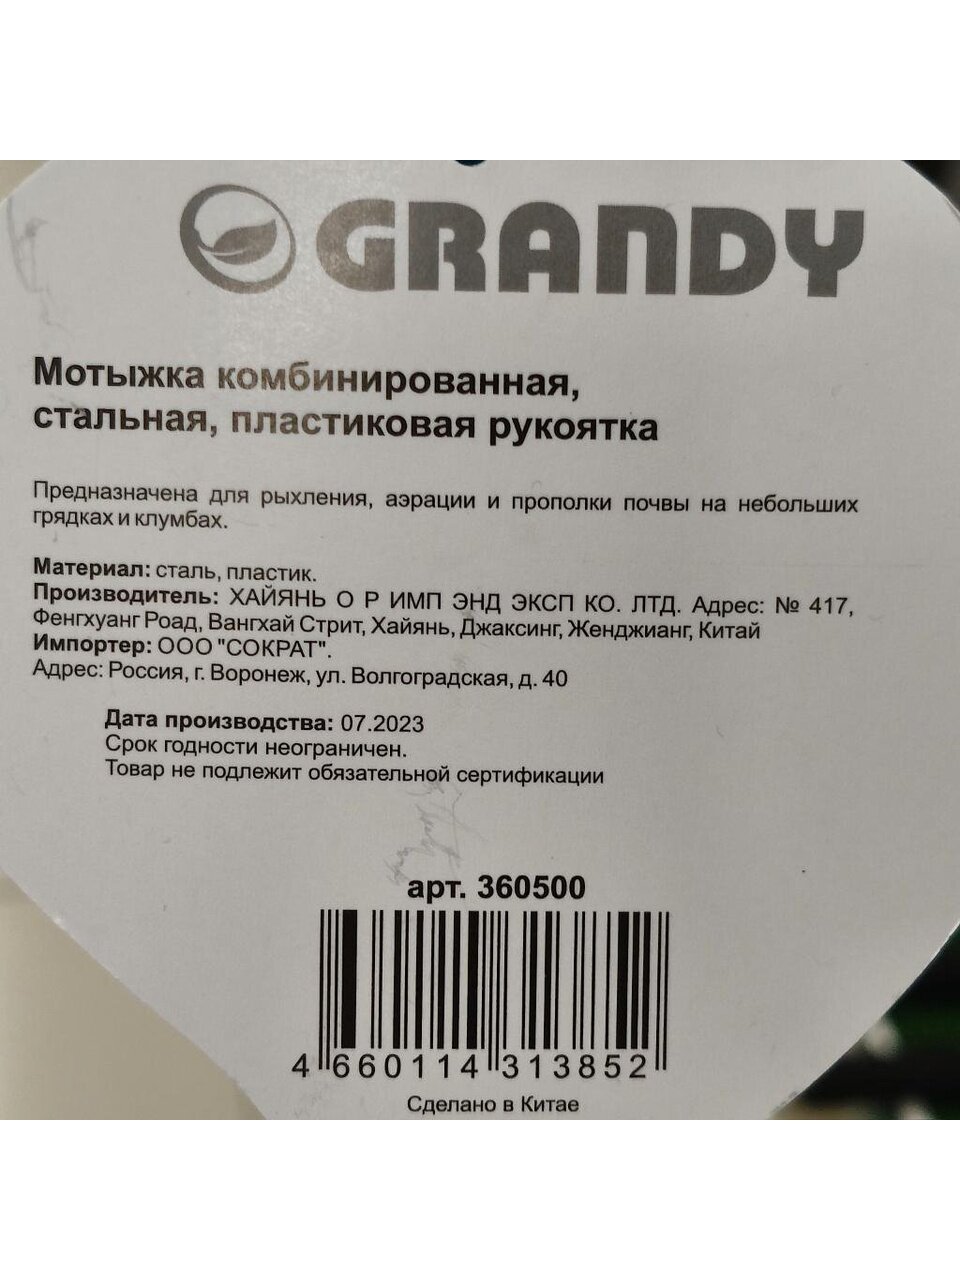 GRANDY
Мотыжка комбинированная,
стальная, пластиковая рукоятка
Предназначена для рыхления, аэрации и прополки почвы на небольших
грядках и клумбах.
Материал: сталь, пластик.
Производитель: ХАЙЯНЬ О Р ИМП ЭНД ЭКСП КО. ЛТД. Адрес: № 417,
Фенгхуанг Роад, Вангхай Стрит, Хайянь, Джаксинг, Женджианг, Китай
Импортер: ООО "СОКРАТ".
Адрес: Россия, г. Воронеж, ул. Волгоградская, д. 40
Дата производства: 07.2023
Срок годности неограничен.
Товар не подлежит обязательной сертификации
арт. 360500
4 660114 313852
Сделано в Китае